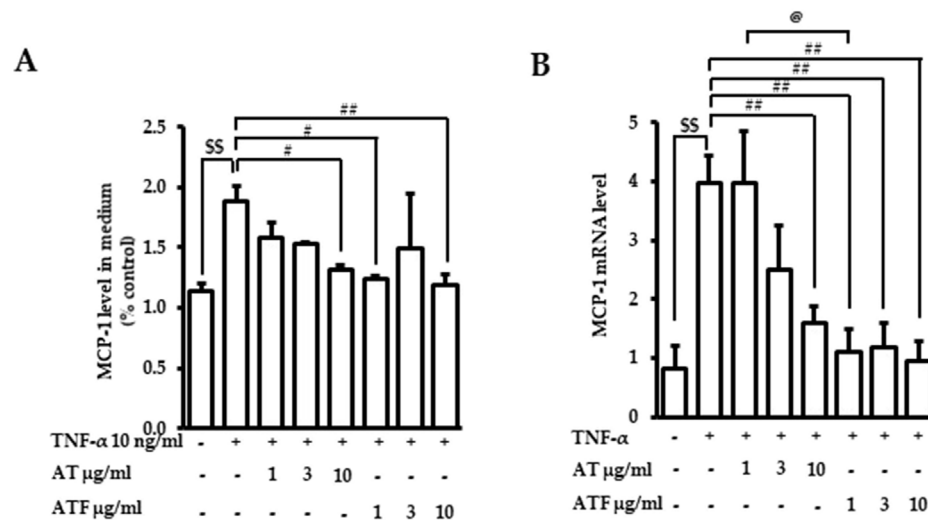 A
SS
#
#
##
MCP-1 level in medium
(% control)
2.5
2.0
1.5
1.0
0.5
0.0
TNF-α 10 ng/ml - + + + + + + +
AT µg/ml - - 1 3 10 - - -
ATF µg/ml - - - - - 1 3 10
B
@
##
##
##
##
SS
MCP-1 mRNA level
5
4
3
2
1
0
TNF-α - + + + + + + +
AT µg/ml - - 1 3 10 - - -
ATF µg/ml - - - - - 1 3 10